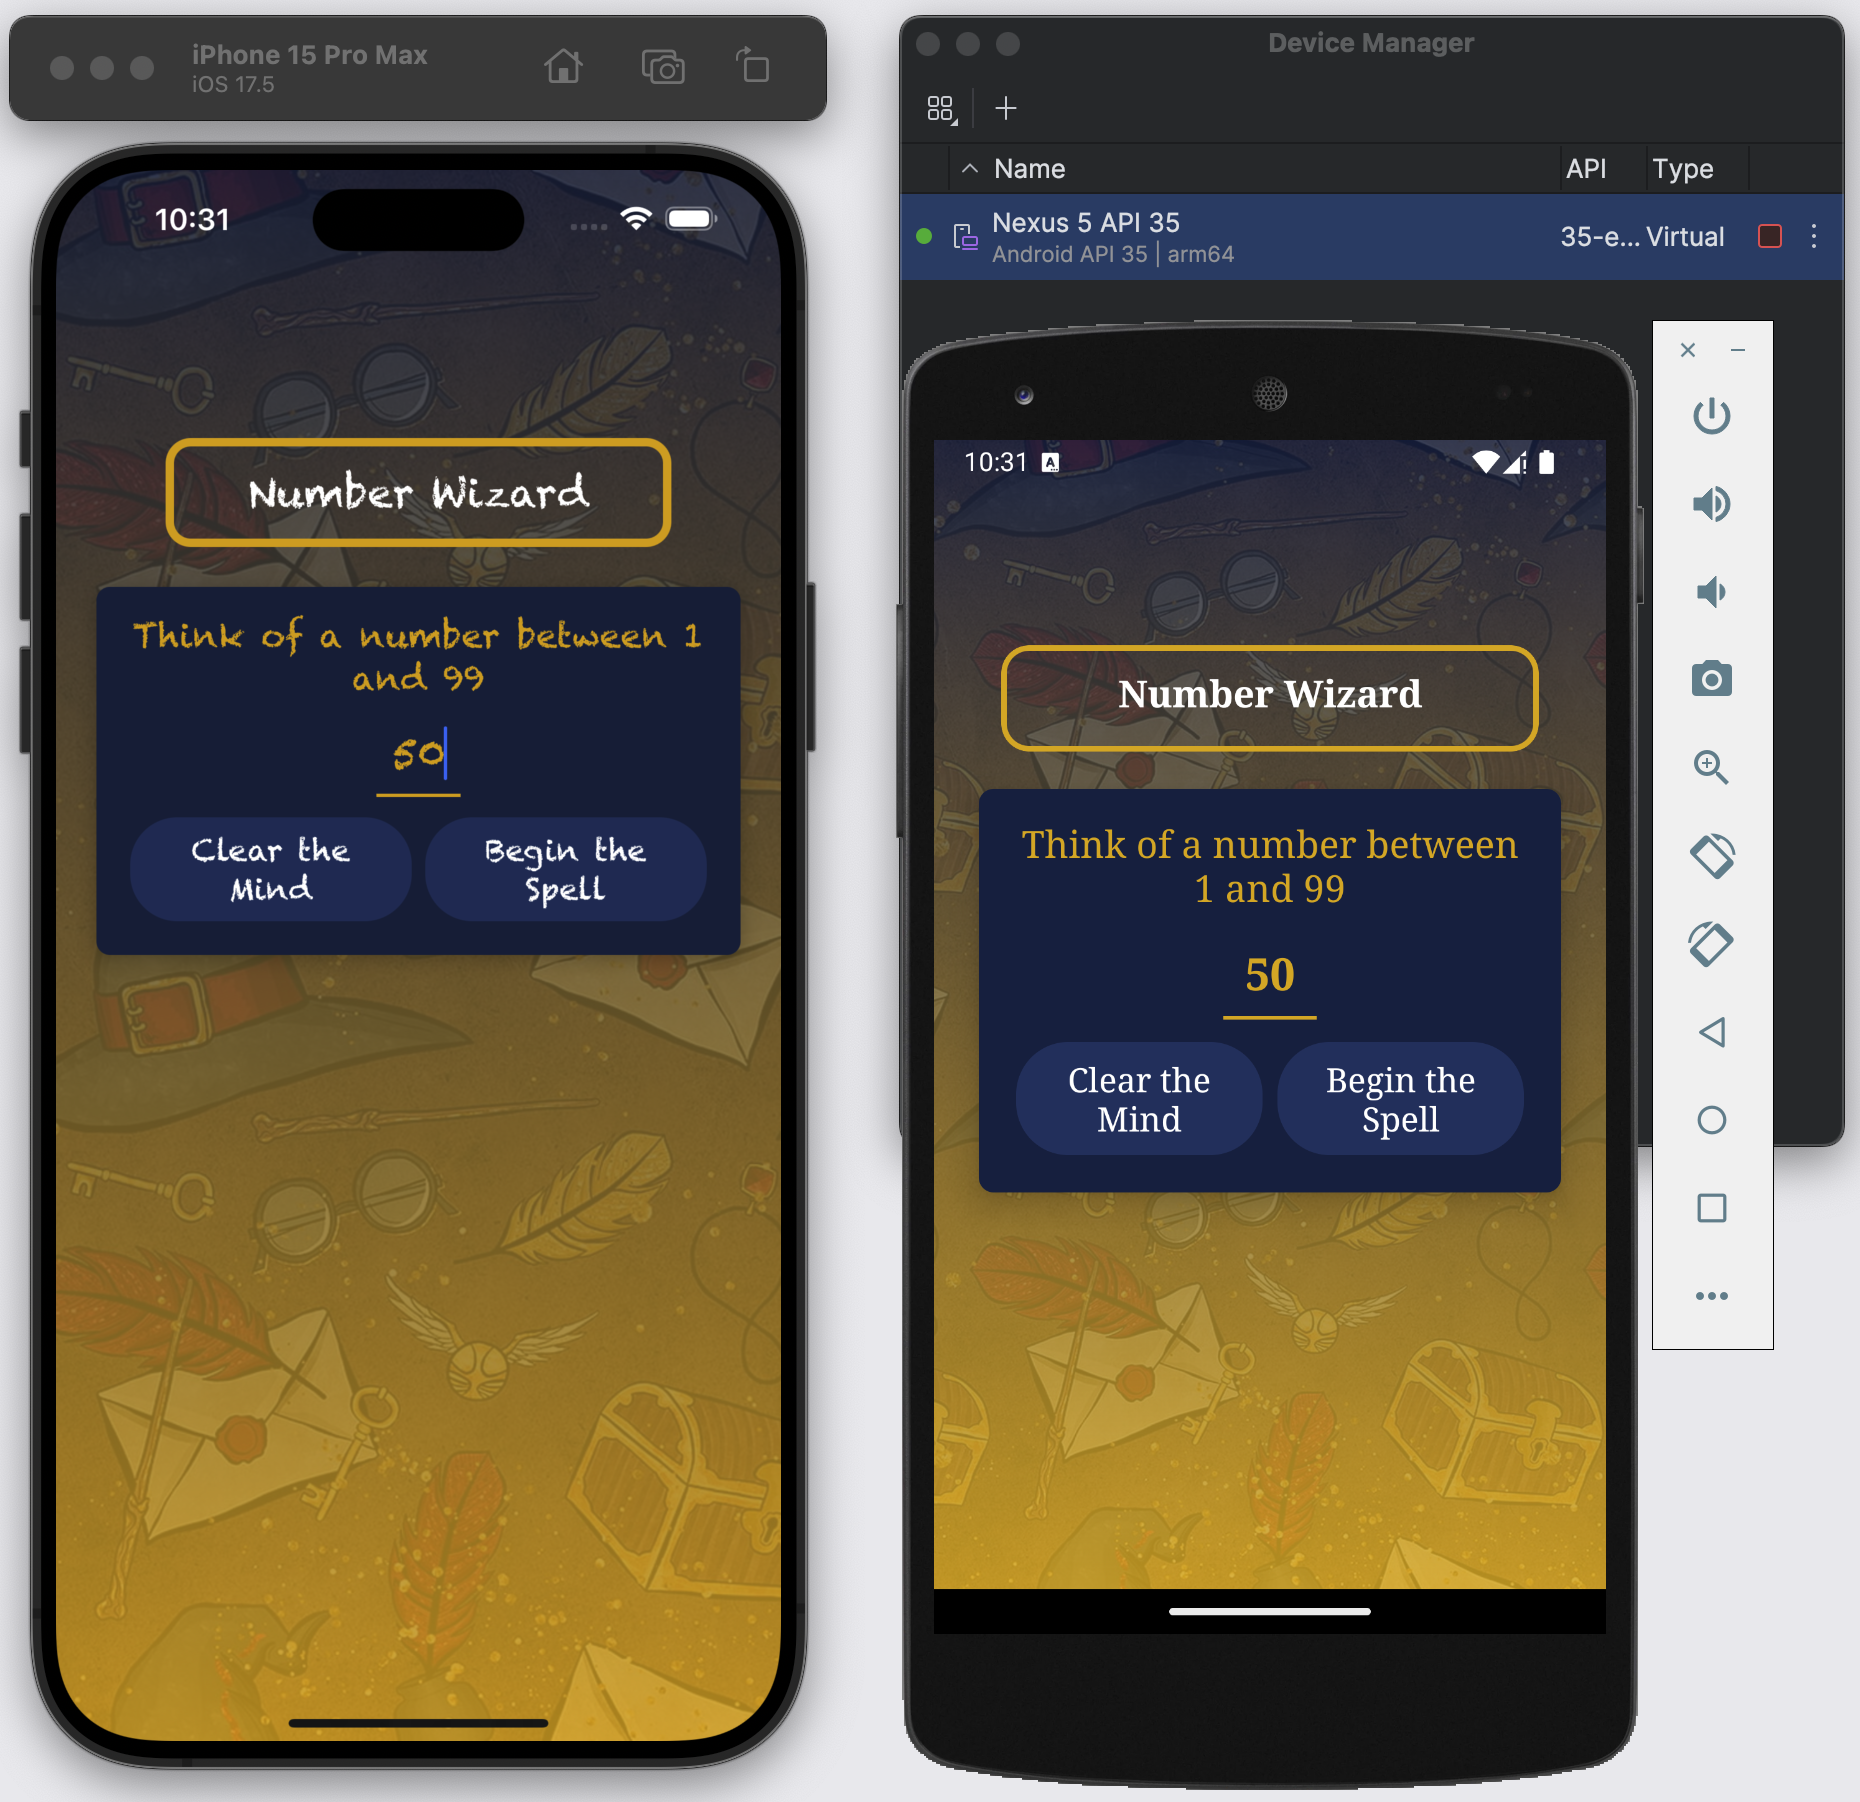 iPhone 15 Pro Max
iOS 17.5
10:31
Number Wizard
Think of a number between 1
and 99
50
Clear the
Mind
Begin the
Spell
Device Manager
Name
API
Type
Nexus 5 API 35
Android API 35 | arm64
35-e...
Virtual
10:31
A
Number Wizard
Think of a number between
1 and 99
50
Clear the
Mind
Begin the
Spell